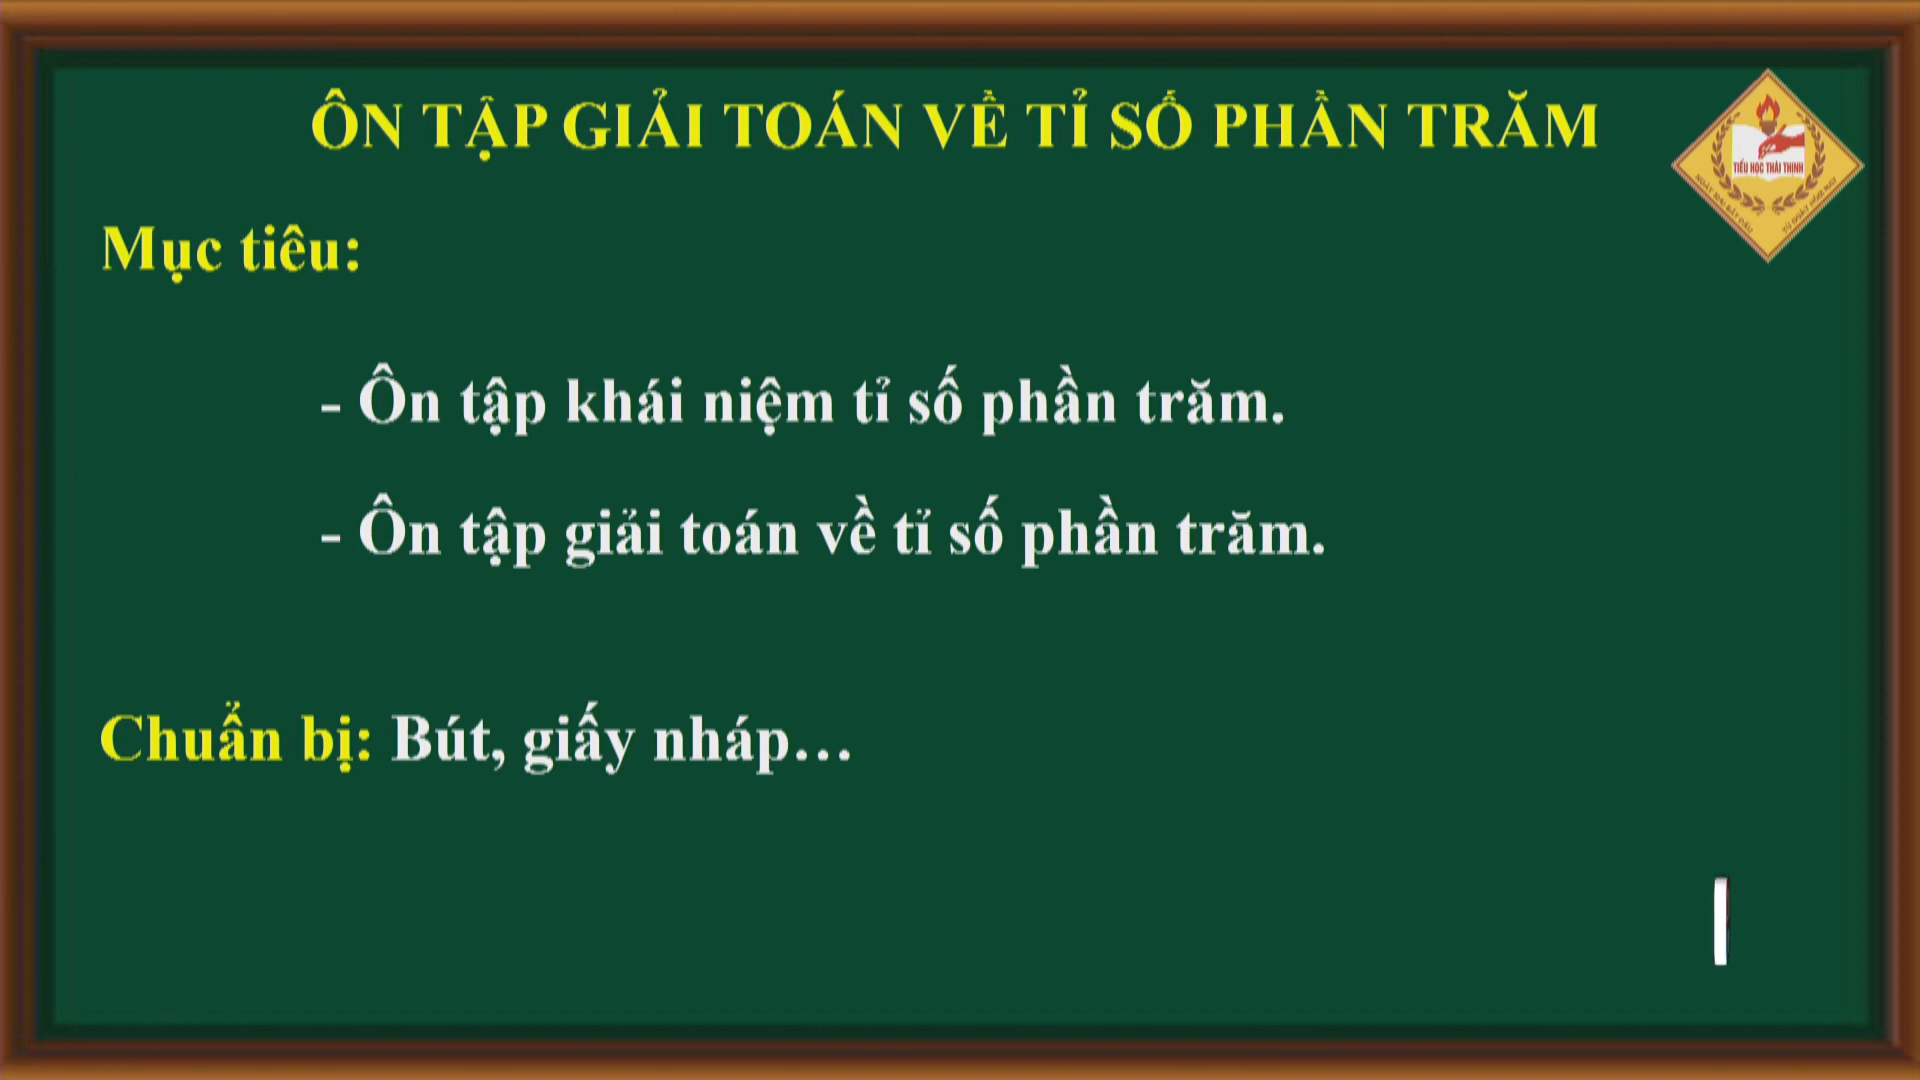 ÔN TẬP GIẢI TOÁN VỀ TỈ SỐ PHẦN TRĂM
TIỂU HỌC THÁI THỊNH
Mục tiêu:
- Ôn tập khái niệm tỉ số phần trăm.
- Ôn tập giải toán về tỉ số phần trăm.
Chuẩn bị: Bút, giấy nháp...